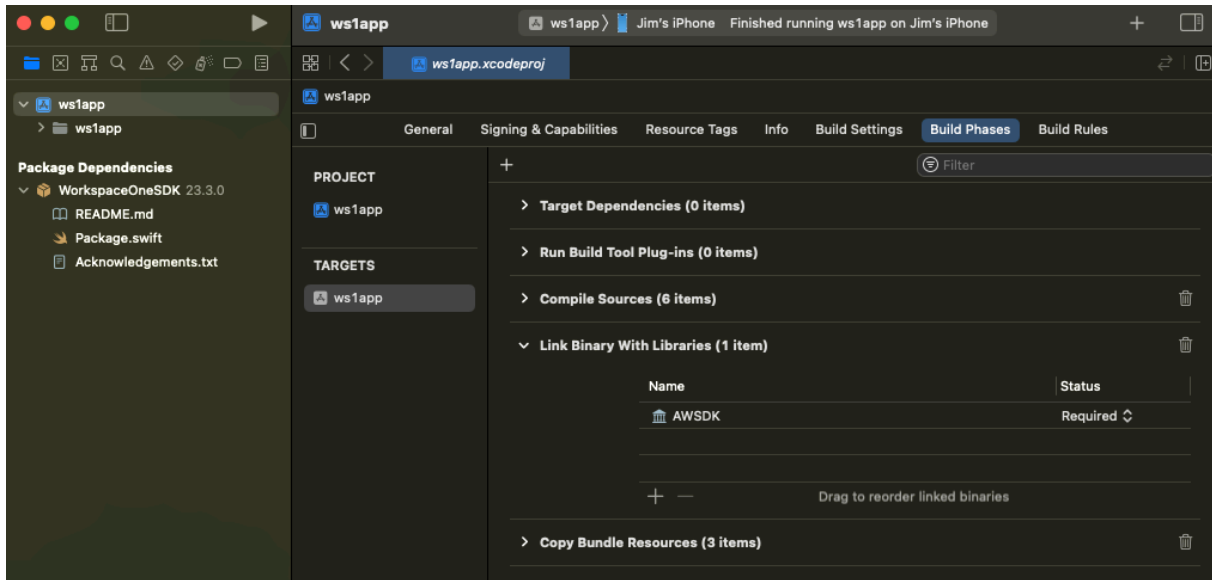 ws1app
ws1app 〉 Jim's iPhone Finished running ws1app on Jim's iPhone
ws1app.xcodeproj
ws1app
ws1app
ws1app
Package Dependencies
WorkspaceOneSDK 23.3.0
README.md
Package.swift
Acknowledgements.txt
General Signing & Capabilities Resource Tags Info Build Settings Build Phases Build Rules
PROJECT
ws1app
TARGETS
ws1app
Filter
Target Dependencies (0 items)
Run Build Tool Plug-ins (0 items)
Compile Sources (6 items)
Link Binary With Libraries (1 item)
Name Status
AWSDK Required
Drag to reorder linked binaries
Copy Bundle Resources (3 items)